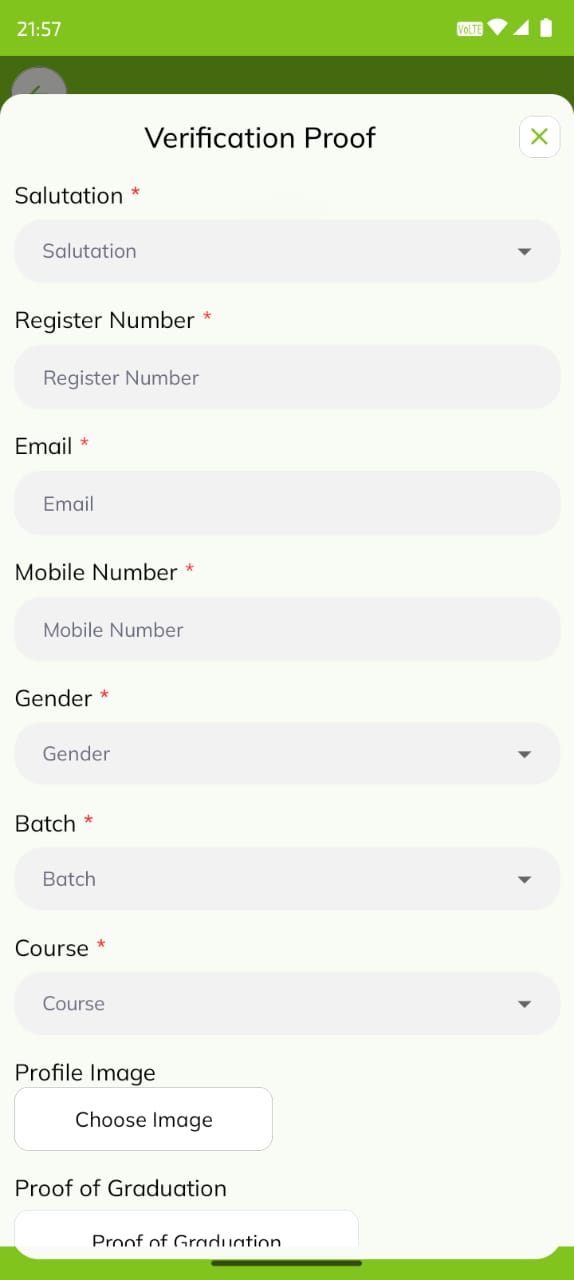 21:57
VoLTE
Verification Proof
Salutation *
Salutation
Register Number *
Register Number
Email *
Email
Mobile Number *
Mobile Number
Gender *
Gender
Batch *
Batch
Course *
Course
Profile Image
Choose Image
Proof of Graduation
Proof of Graduation